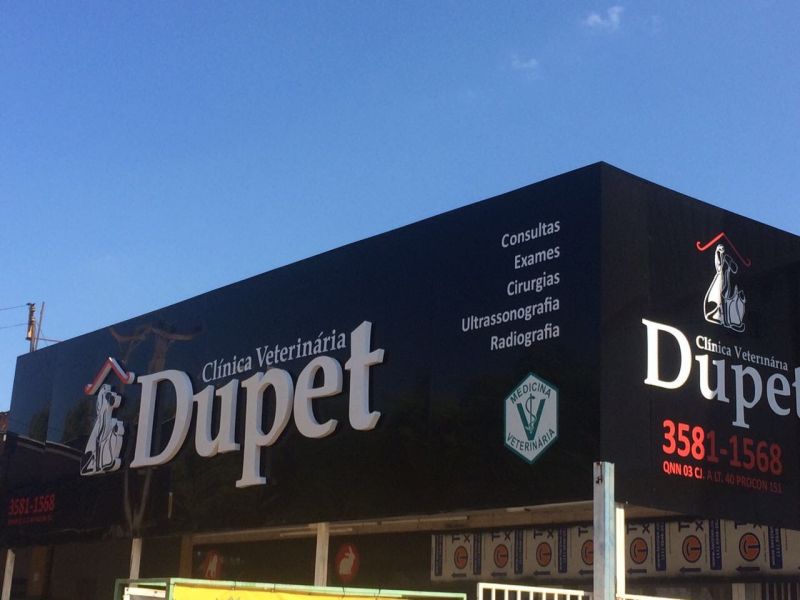 Clínica Veterinária
Dupet
3581-1568
Consultas
Exames
Cirurgias
Ultrassonografia
Radiografia
MEDICINA
V
VETERINÁRIA
Clínica Veterinária
Dupet
3581-1568
QNN 03 CJ. A LT. 40 PROCON 151